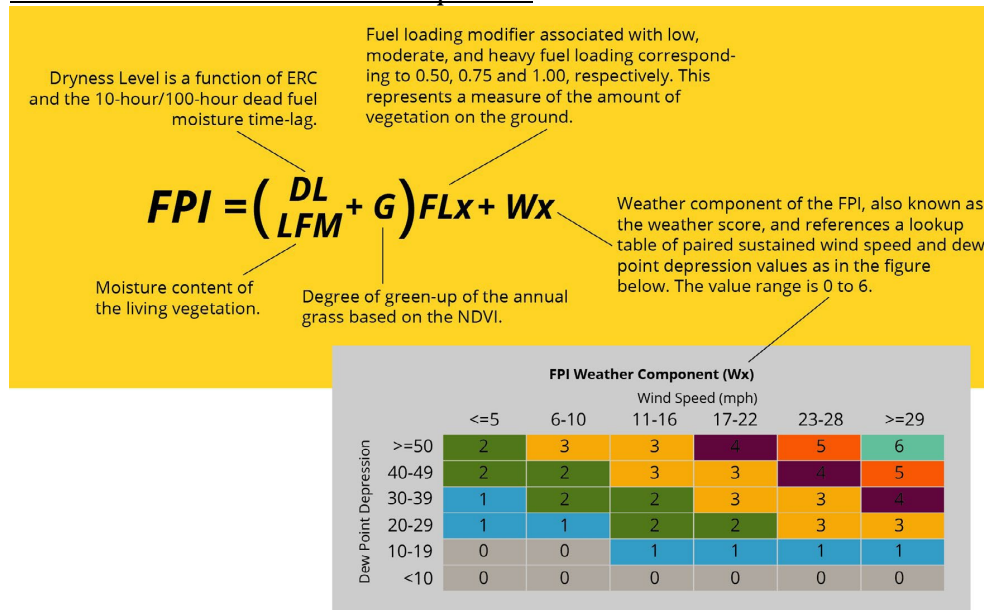 Fuel loading modifier associated with low,
moderate, and heavy fuel loading correspond-
ing to 0.50, 0.75 and 1.00, respectively. This
represents a measure of the amount of
vegetation on the ground.
Dryness Level is a function of ERC
and the 10-hour/100-hour dead fuel
moisture time-lag.
FPI = ( DL
LFM + G ) FLx + Wx
Weather component of the FPI, also known as
the weather score, and references a lookup
table of paired sustained wind speed and dew
point depression values as in the figure
below. The value range is 0 to 6.
Moisture content of
the living vegetation.
Degree of green-up of the annual
grass based on the NDVI.
FPI Weather Component (Wx)
Wind Speed (mph)
<=5 6-10 11-16 17-22 23-28 >=29
Dew Point Depression
>=50 2 3 3 4 5 6
40-49 2 2 3 3 4 5
30-39 1 2 2 3 3 4
20-29 1 1 2 2 3 3
10-19 0 0 1 1 1 1
<10 0 0 0 0 0 0